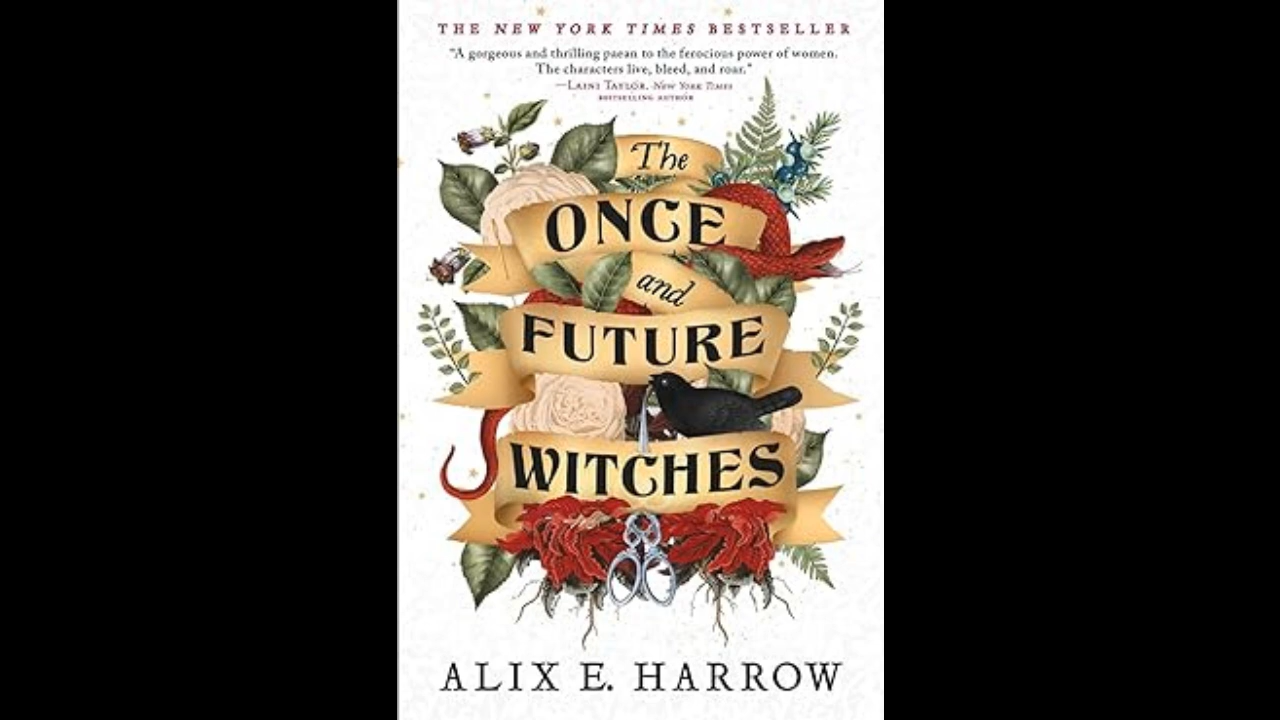 THE NEW YORK TIMES BESTSELLER
"A gorgeous and thrilling paean to the ferocious power of women.
The characters live, bleed, and roar."
—LAINI TAYLOR, New York Times
BESTSELLING AUTHOR
The
ONCE
and
FUTURE
WITCHES
ALIX E. HARROW